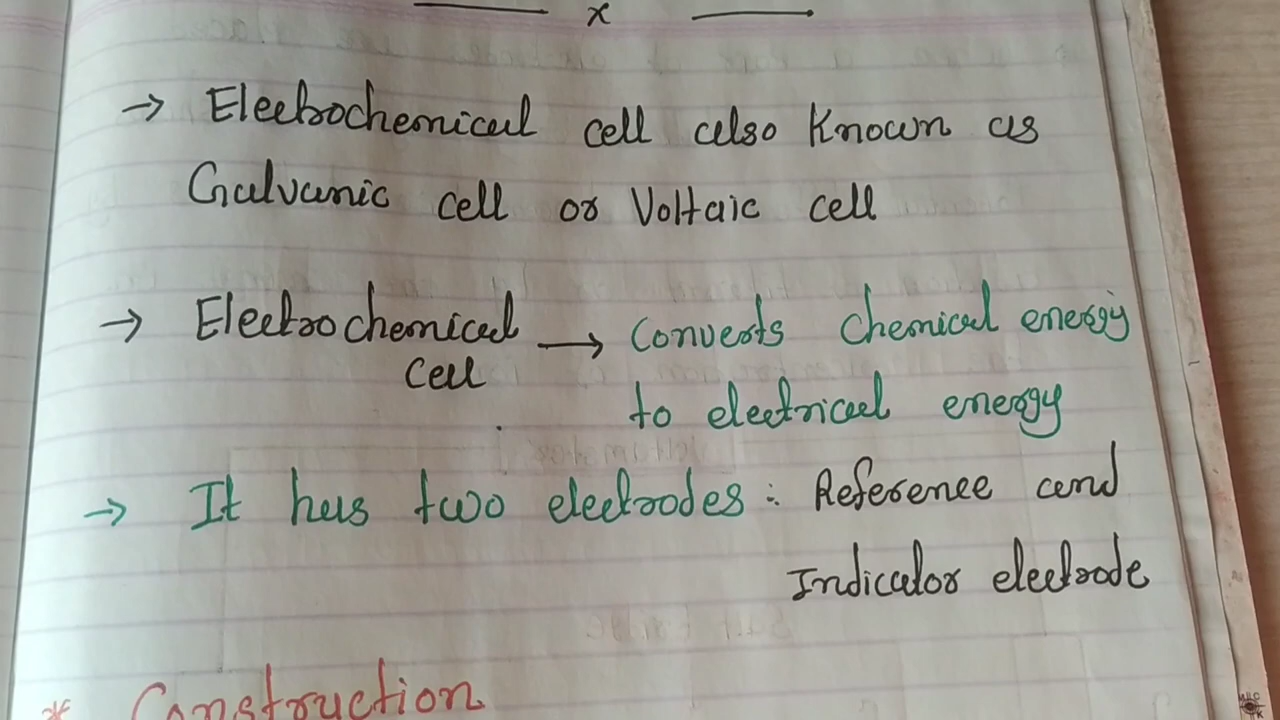 x
→ Electrochemical cell also Known as
Galvanic cell or Voltaic cell
→ Electrochemical cell → Converts chemical energy
to electrical energy
→ It has two electrodes : Reference and
Indicator electrode
* Construction